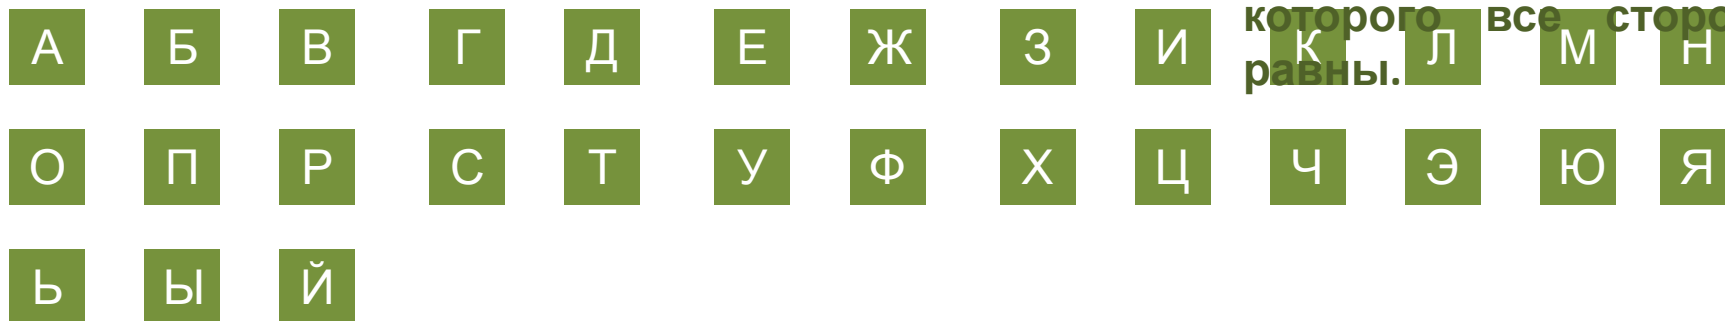 которого все
равны.
А Б В Г Д Е Ж З И К Л М Н
О П Р С Т У Ф Х Ц Ч Э Ю Я
Ь Ы Й